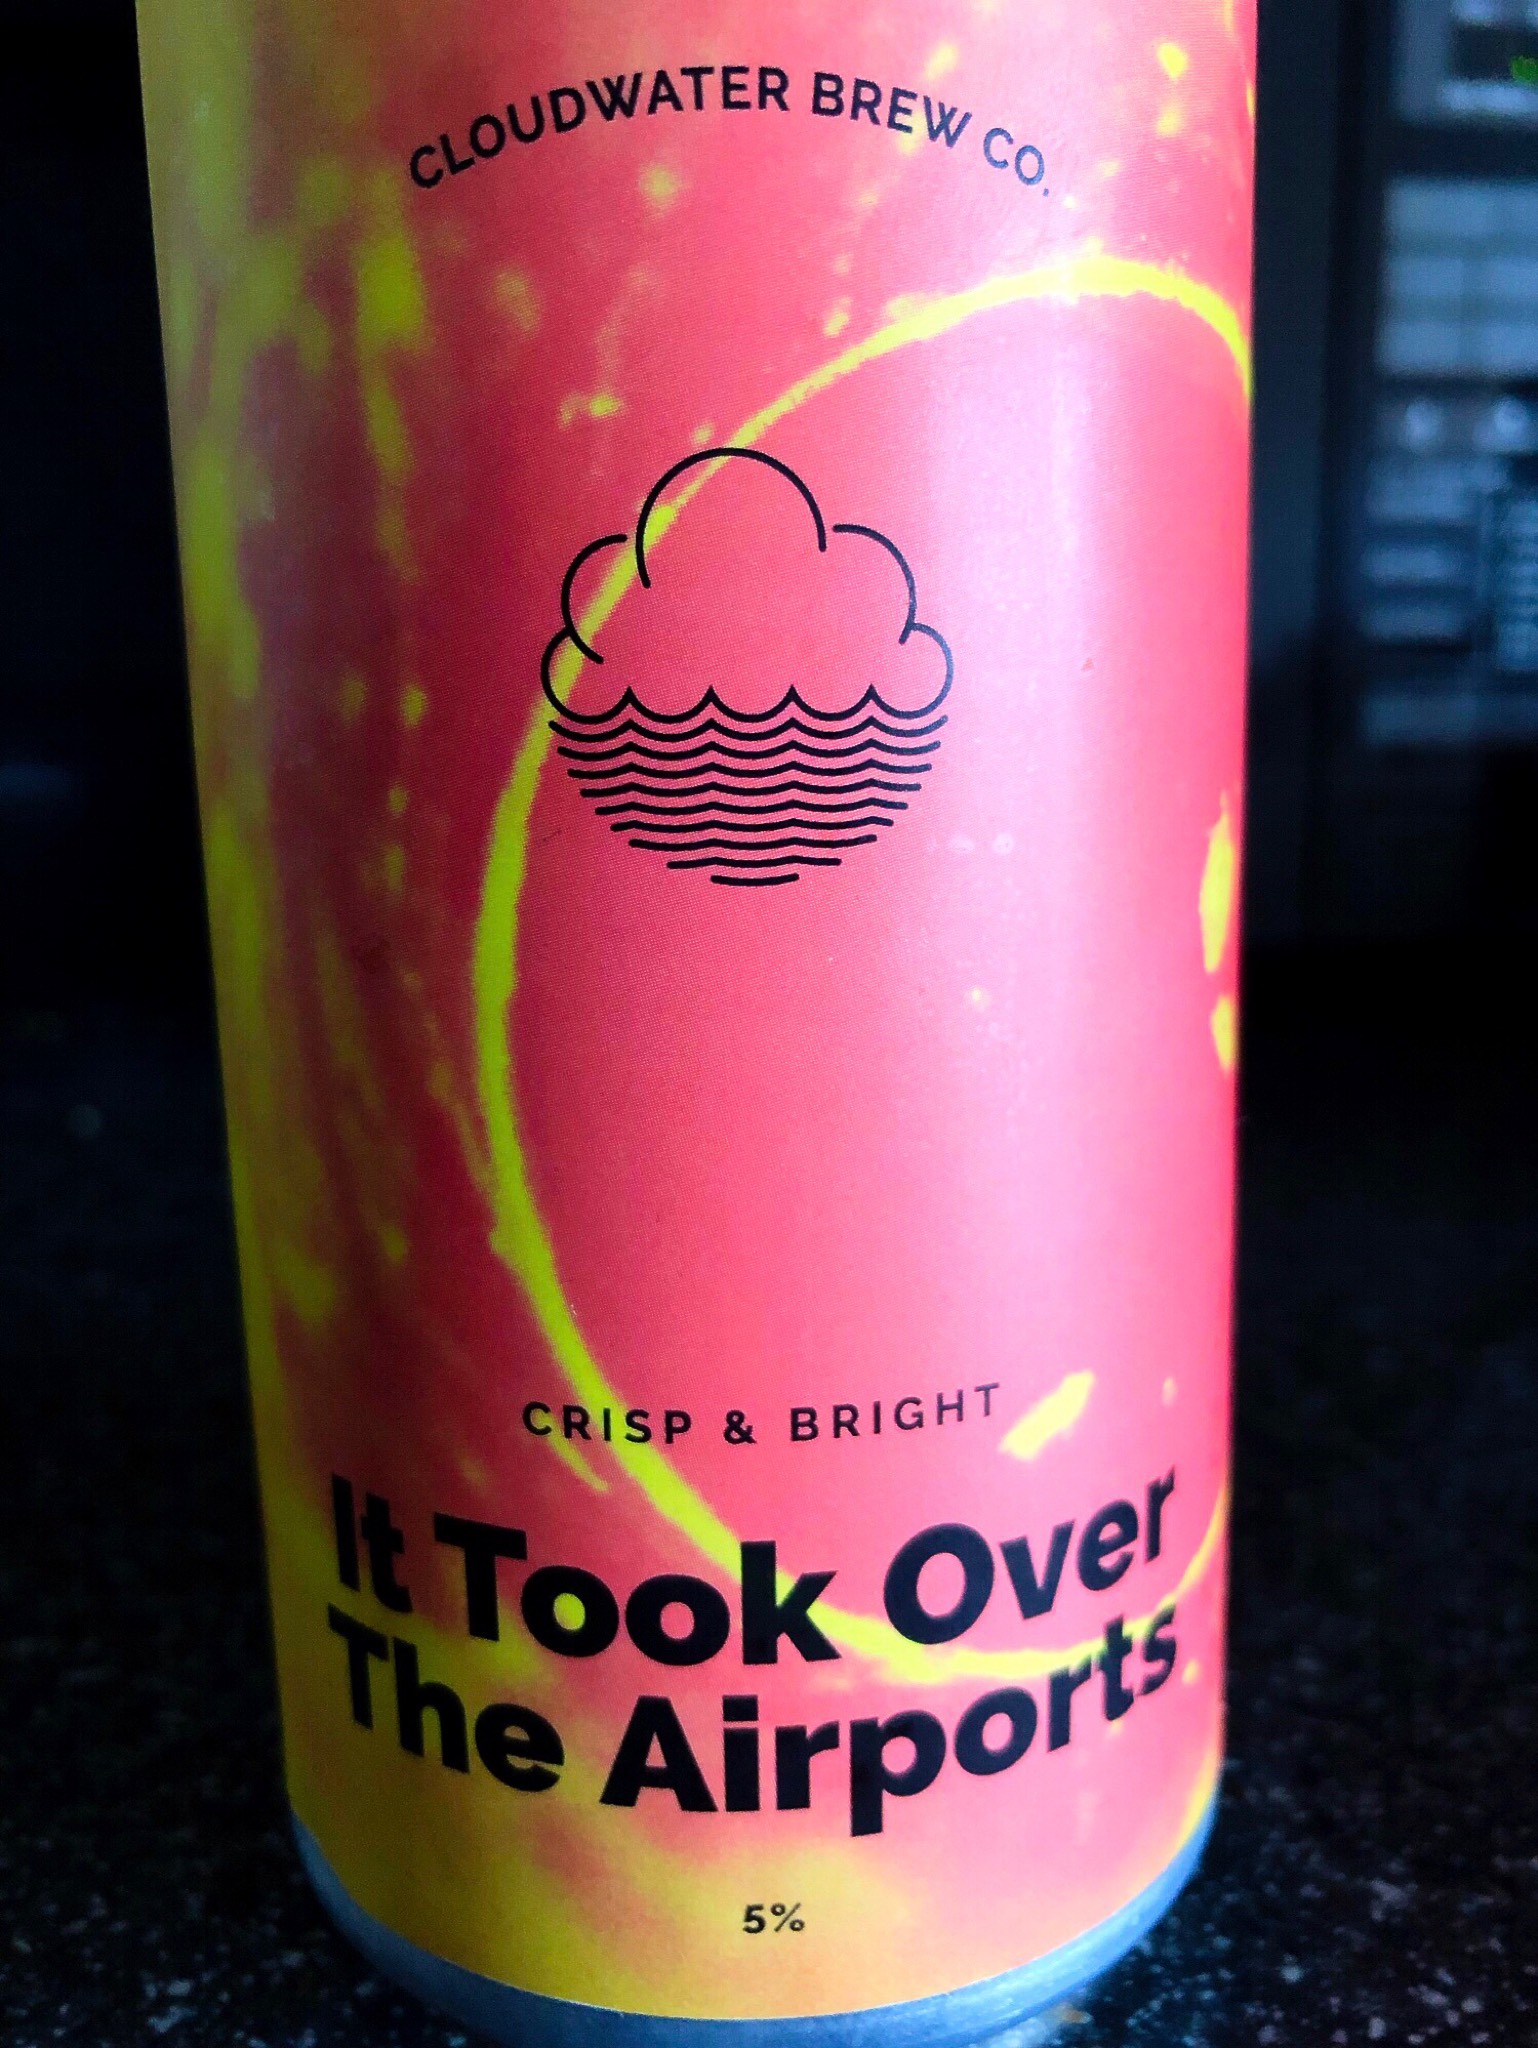 CLOUDWATER BREW CO.
CRISP & BRIGHT
It Took Over
The Airports
5%